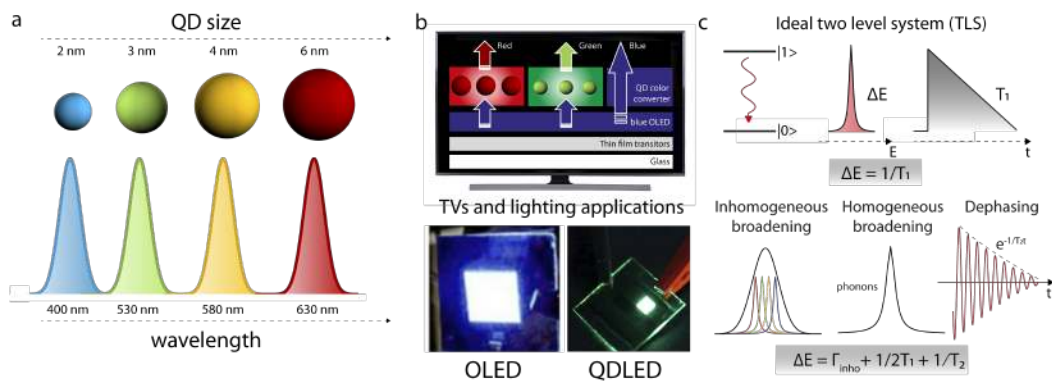 a
QD size
2 nm 3 nm 4 nm 6 nm
400 nm 530 nm 580 nm 630 nm
wavelength
b
Red Green Blue
QD color
converter
blue OLED
Thin film transitors
Glass
TVs and lighting applications
OLED QDLED
c
Ideal two level system (TLS)
|1>
ΔE
T₁
|0>
E t
ΔE = 1/T₁
Inhomogeneous
broadening
Homogeneous
broadening
Dephasing
phonons
e^-1/T₂t
t
ΔE = Γinho + 1/2T₁ + 1/T₂